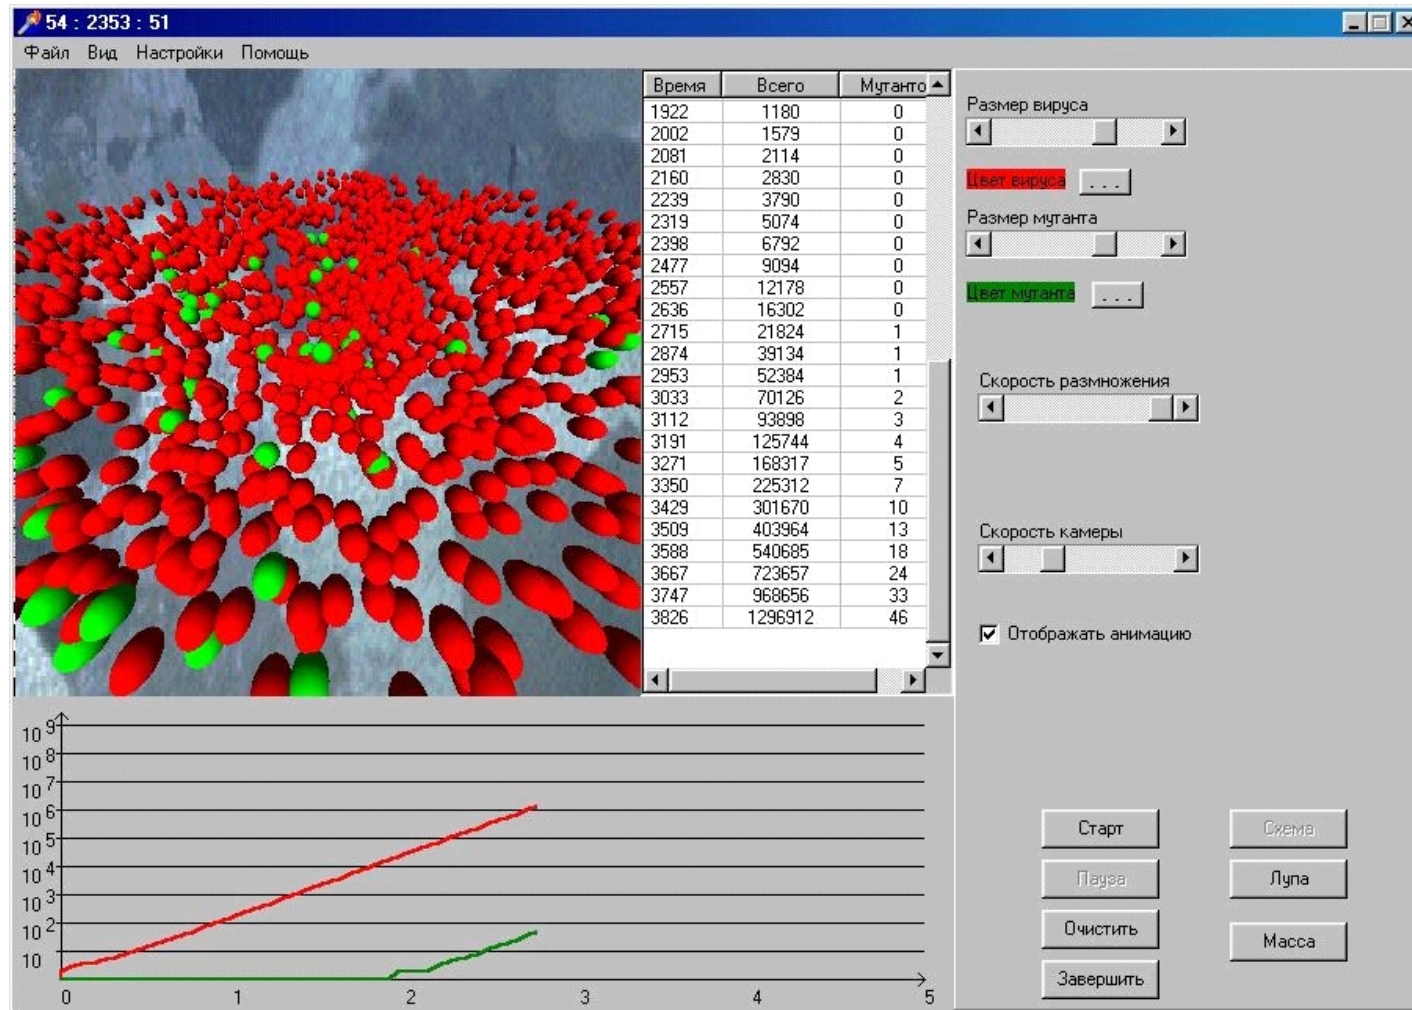 54 : 2353 : 51
Файл Вид Настройки Помощь
Время Всего Мутанто
1922 1180 0
2002 1579 0
2081 2114 0
2160 2830 0
2239 3790 0
2319 5074 0
2398 6792 0
2477 9094 0
2557 12178 0
2636 16302 0
2715 21824 1
2874 39134 1
2953 52384 1
3033 70126 2
3112 93898 3
3191 125744 4
3271 168317 5
3350 225312 7
3429 301670 10
3509 403964 13
3588 540685 18
3667 723657 24
3747 968656 33
3826 1296912 46
Размер вируса
Цвет вируса . . .
Размер мутанта
Цвет мутанта . . .
Скорость размножения
Скорость камеры
Отображать анимацию
10 9
10 8
10 7
10 6
10 5
10 4
10 3
10 2
10
0 1 2 3 4 5
Старт Схема
Пауза Лупа
Очистить Масса
Завершить